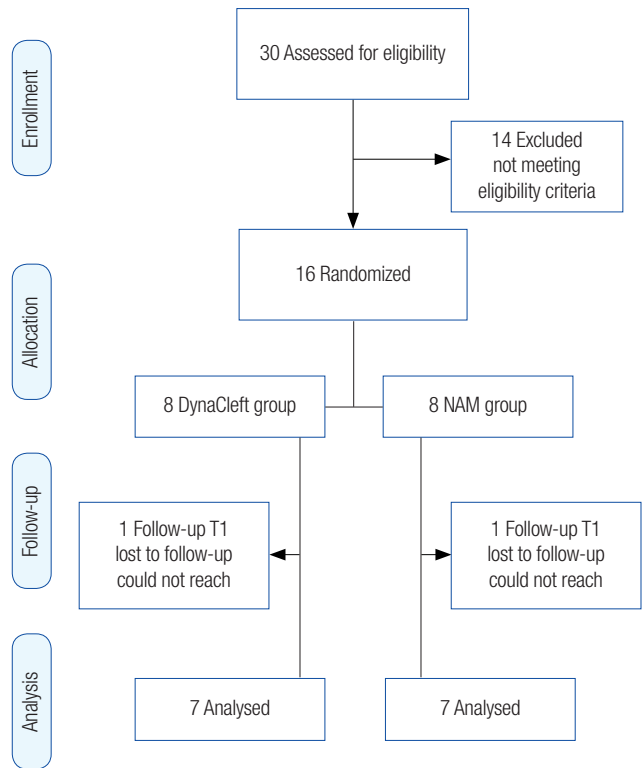 Enrollment
30 Assessed for eligibility
14 Excluded
not meeting
eligibility criteria
Allocation
16 Randomized
8 DynaCleft group
8 NAM group
Follow-up
1 Follow-up T1
lost to follow-up
could not reach
1 Follow-up T1
lost to follow-up
could not reach
Analysis
7 Analysed
7 Analysed